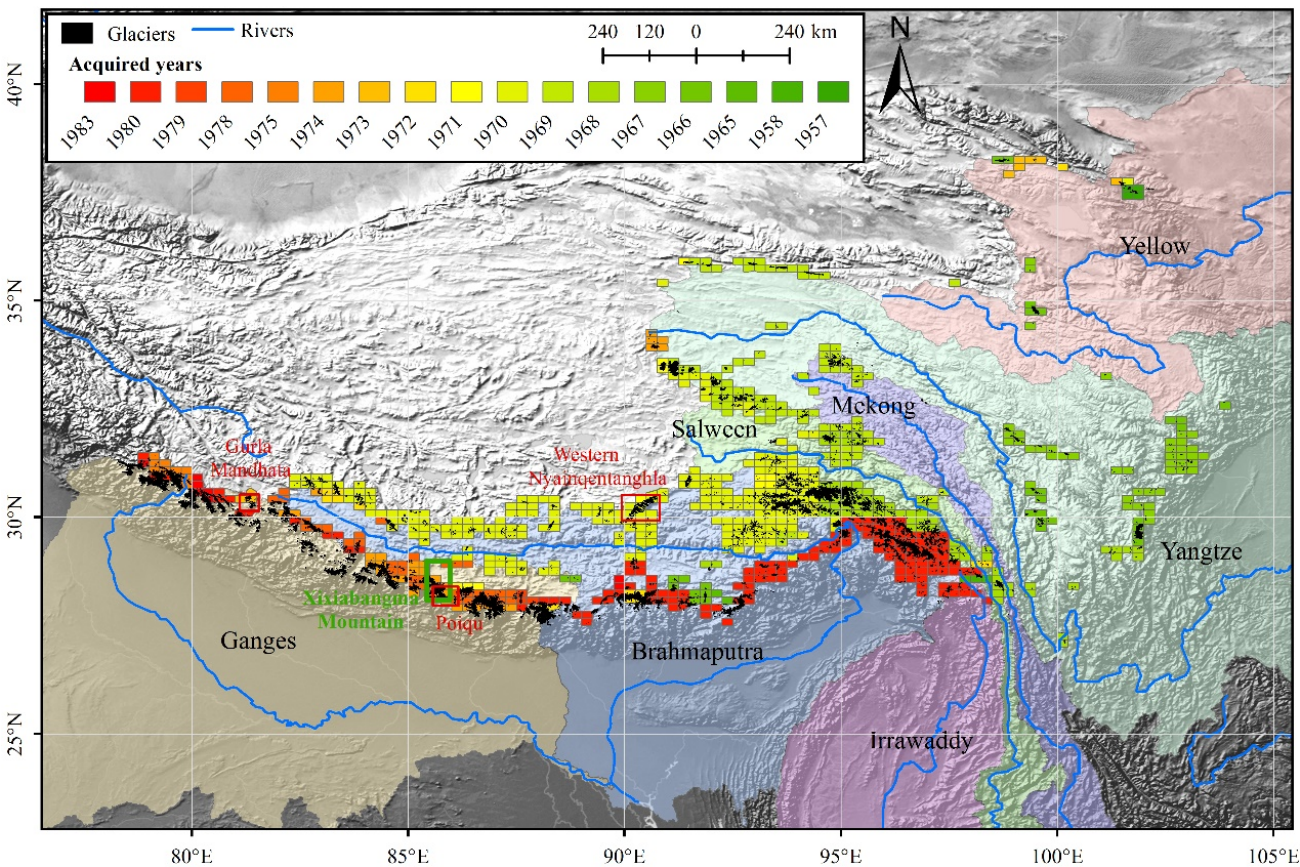 Glaciers
Rivers
240 120 0 240 km
N
Acquired years
1983 1980 1979 1978 1975 1974 1973 1972 1971 1970 1969 1968 1967 1966 1965 1958 1957
40°N
35°N
30°N
25°N
Yellow
Mekong
Salween
Gurla
Mandhata
Western
Nyainqentanghla
Yangtze
Xixiabangma
Mountain
Poiqu
Ganges
Brahmaputra
Irrawaddy
80°E 85°E 90°E 95°E 100°E 105°E